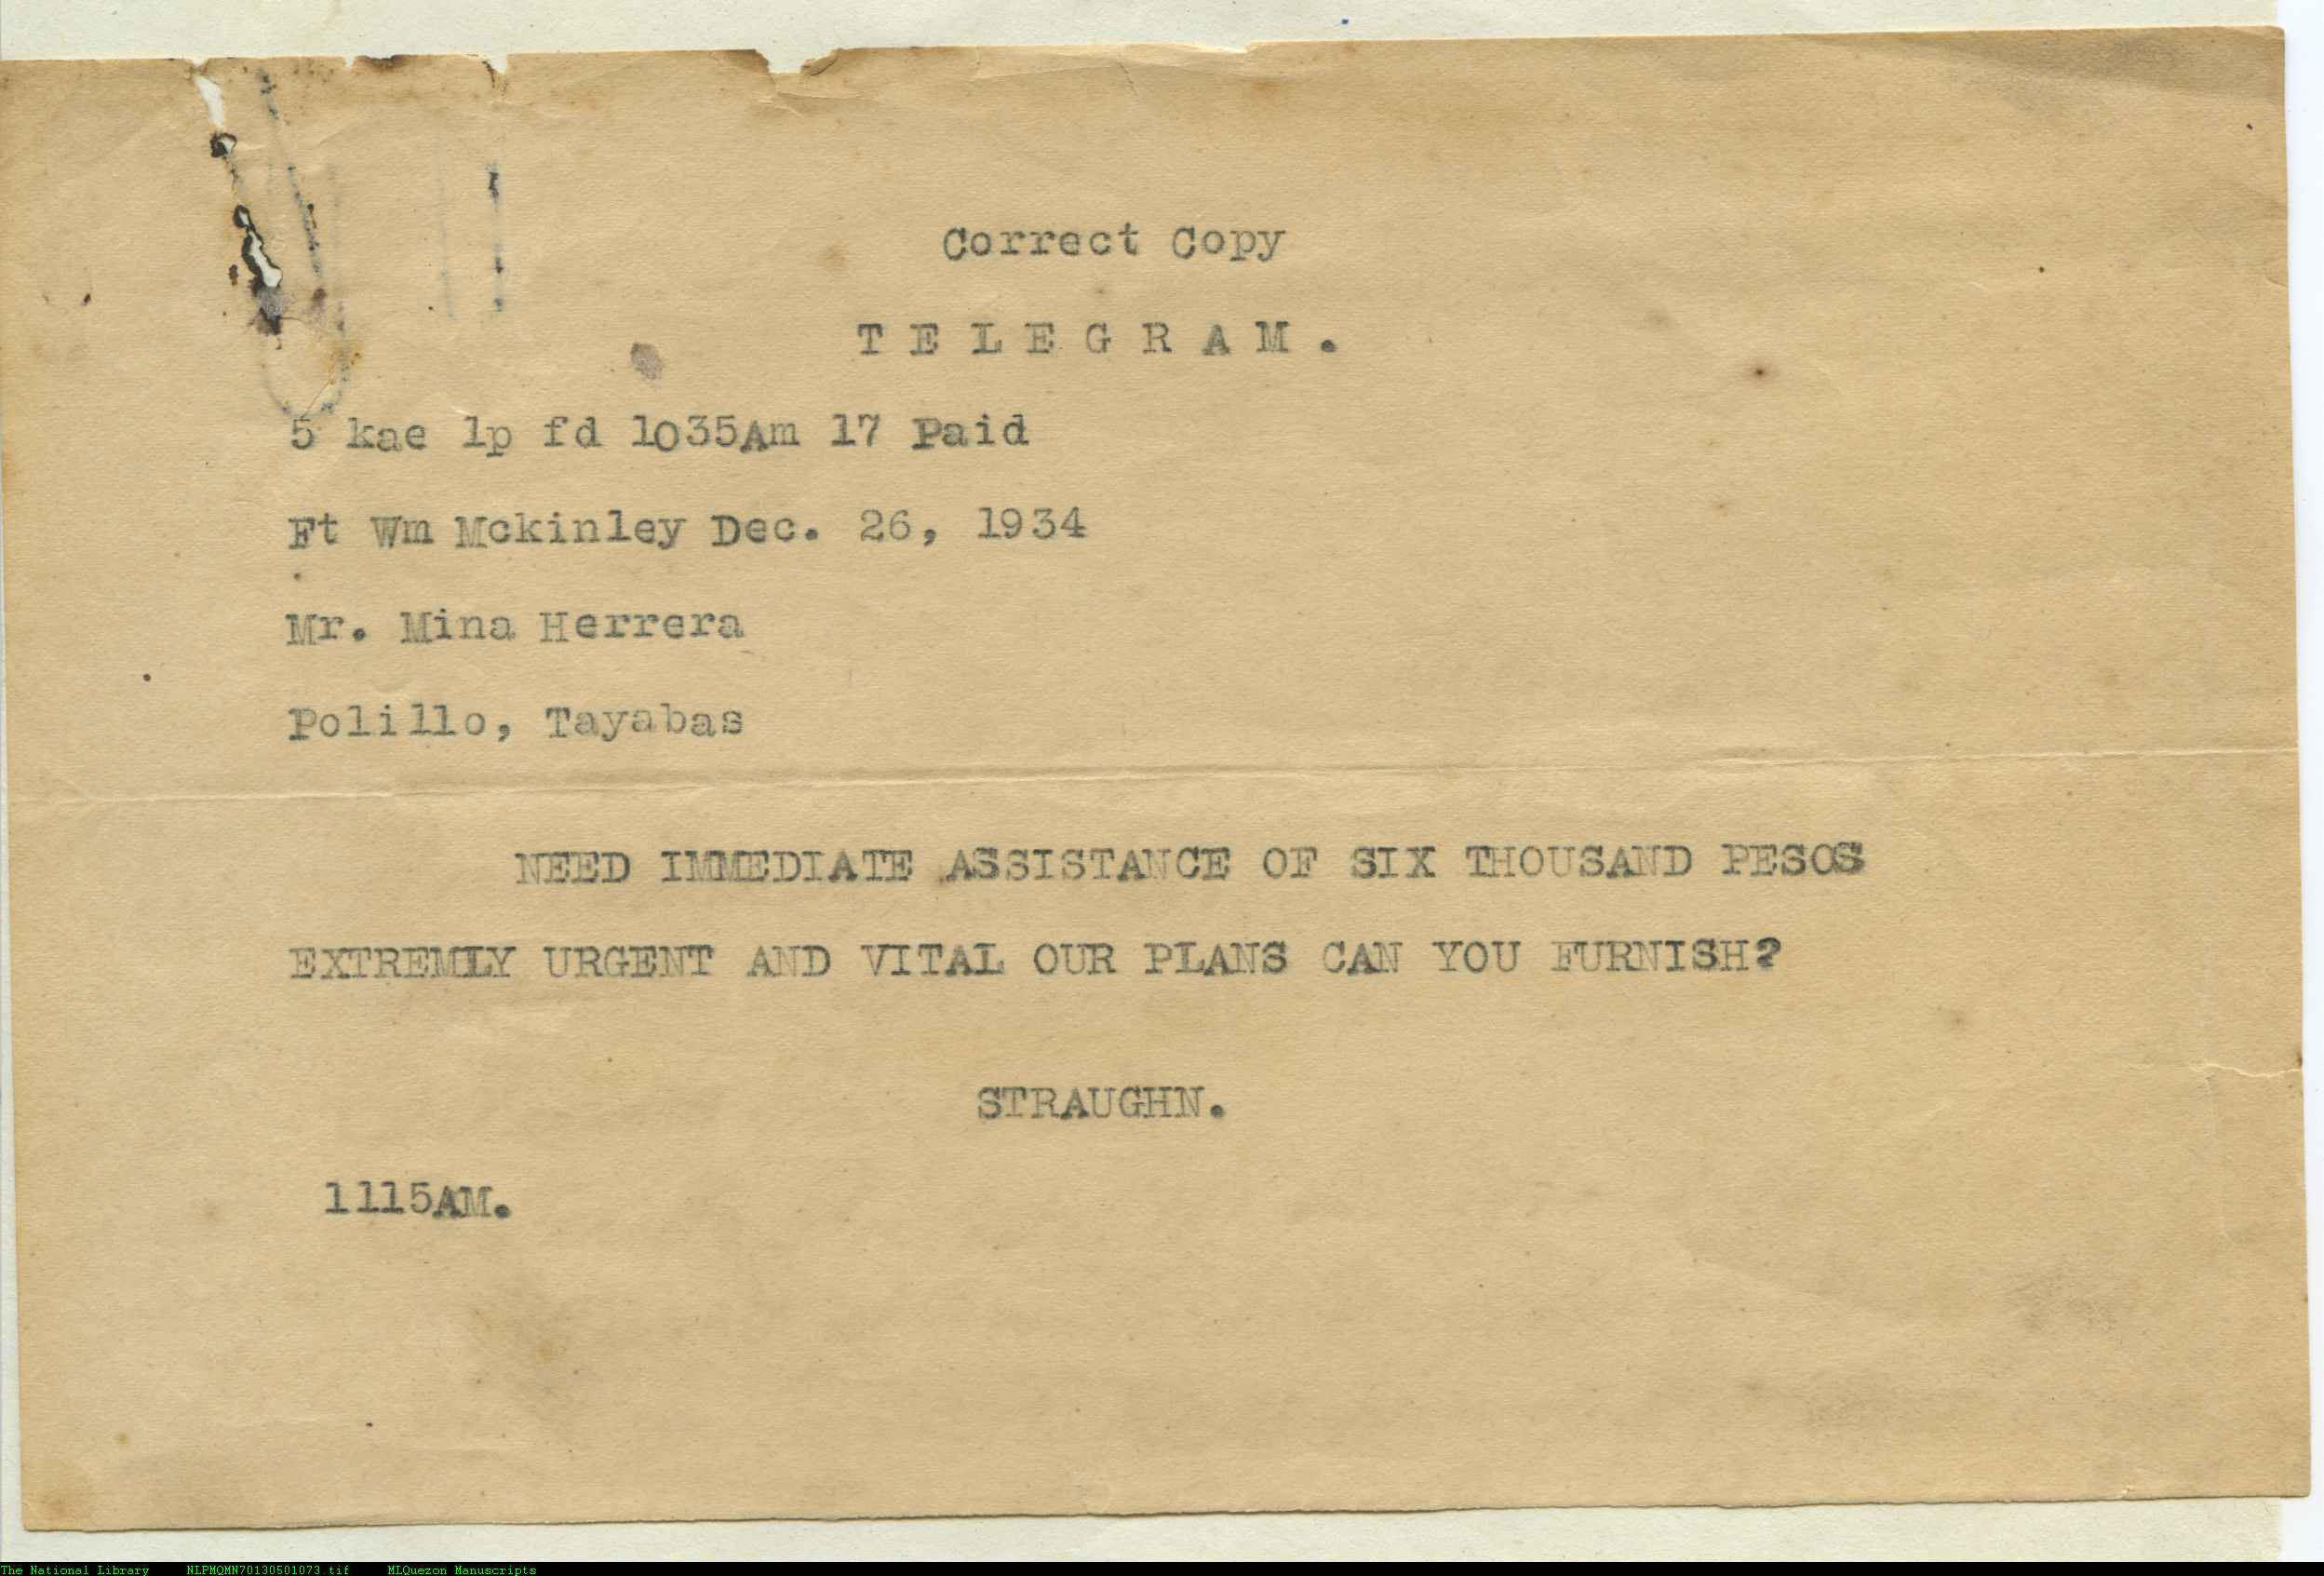 Correct Copy
TELEGRAM.
5 kae lp fd 1035Am 17 Paid
Ft Wm Mckinley Dec. 26, 1934
Mr. Mina Herrera
Polillo, Tayabas
NEED IMMEDIATE ASSISTANCE OF SIX THOUSAND PESOS
EXTREMLY URGENT AND VITAL OUR PLANS CAN YOU FURNISH?
STRAUGHN.
1115AM.
The National Library NLPMQMN70130501073.tif MLQuezon Manuscripts